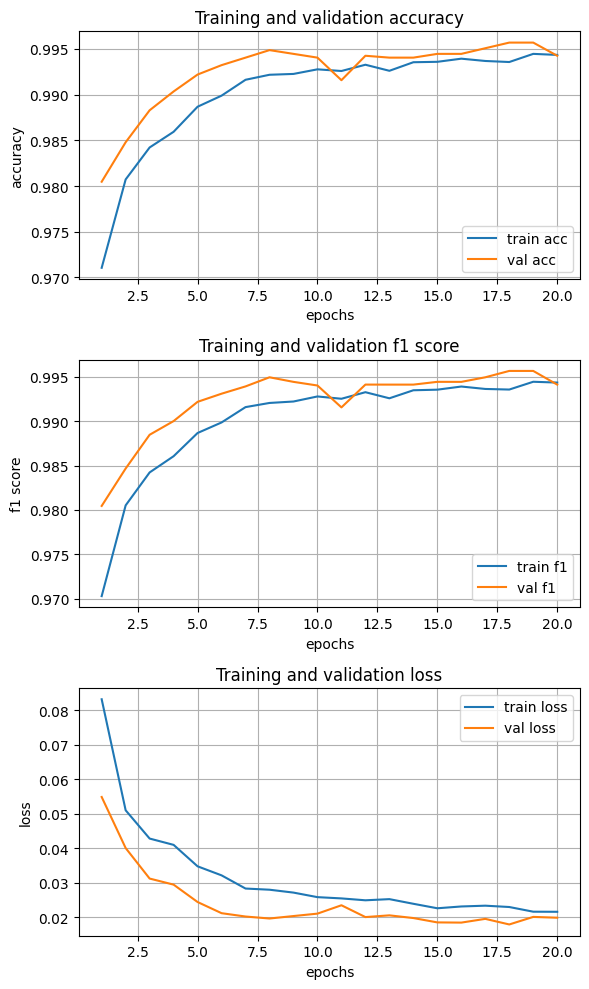 Training and validation accuracy
0.995
0.990
0.985
0.980
0.975
0.970
accuracy
train acc
val acc
2.5 5.0 7.5 10.0 12.5 15.0 17.5 20.0
epochs
Training and validation f1 score
0.995
0.990
0.985
0.980
0.975
0.970
f1 score
train f1
val f1
2.5 5.0 7.5 10.0 12.5 15.0 17.5 20.0
epochs
Training and validation loss
0.08
0.07
0.06
0.05
0.04
0.03
0.02
loss
train loss
val loss
2.5 5.0 7.5 10.0 12.5 15.0 17.5 20.0
epochs